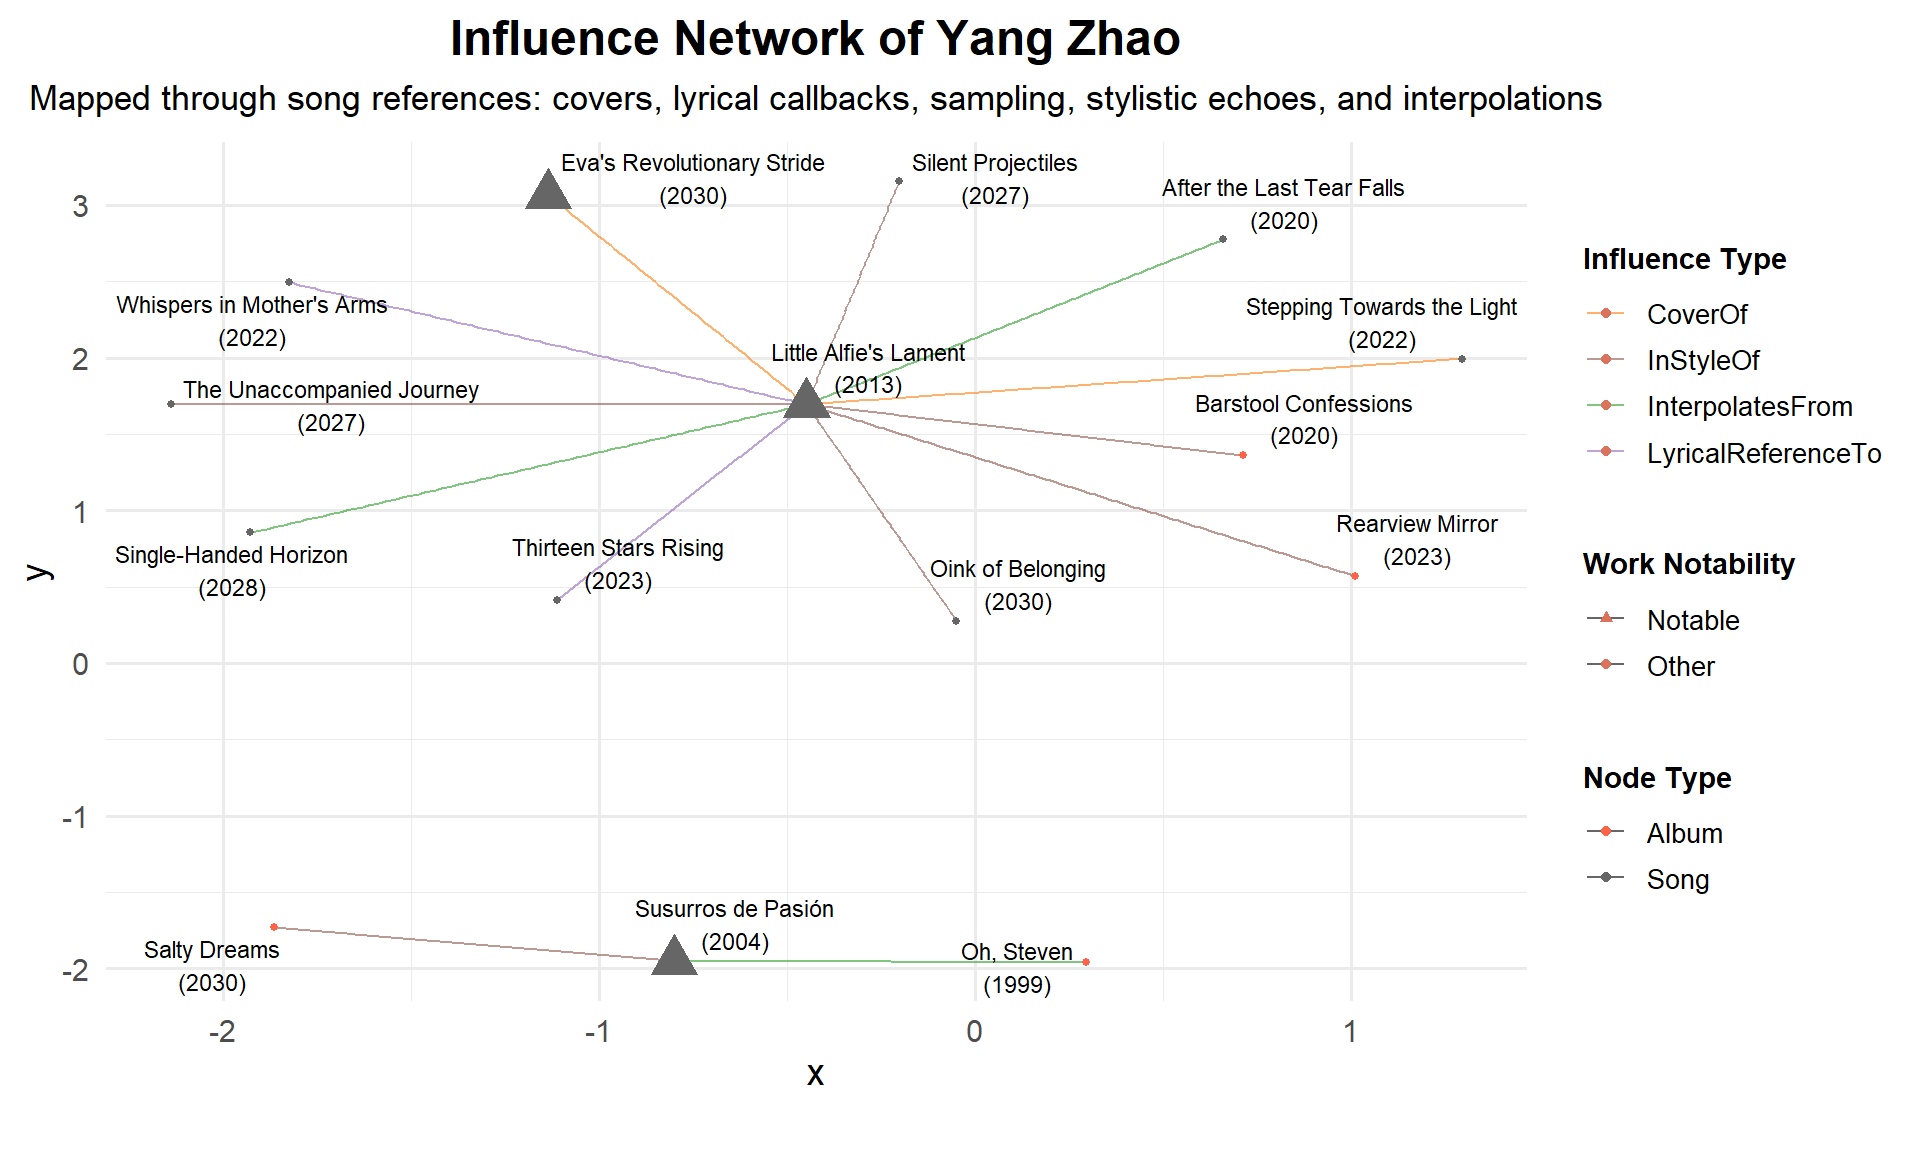 Influence Network of Yang Zhao
Mapped through song references: covers, lyrical callbacks, sampling, stylistic echoes, and interpolations
Eva's Revolutionary Stride
(2030)
Silent Projectiles
(2027)
After the Last Tear Falls
(2020)
Whispers in Mother's Arms
(2022)
Stepping Towards the Light
(2022)
Little Alfie's Lament
(2013)
The Unaccompanied Journey
(2027)
Barstool Confessions
(2020)
Single-Handed Horizon
(2028)
Thirteen Stars Rising
(2023)
Oink of Belonging
(2030)
Rearview Mirror
(2023)
Salty Dreams
(2030)
Susurros de Pasión
(2004)
Oh, Steven
(1999)
3
2
1
0
-1
-2
y
-2
-1
0
1
x
Influence Type
CoverOf
InStyleOf
InterpolatesFrom
LyricalReferenceTo
Work Notability
Notable
Other
Node Type
Album
Song